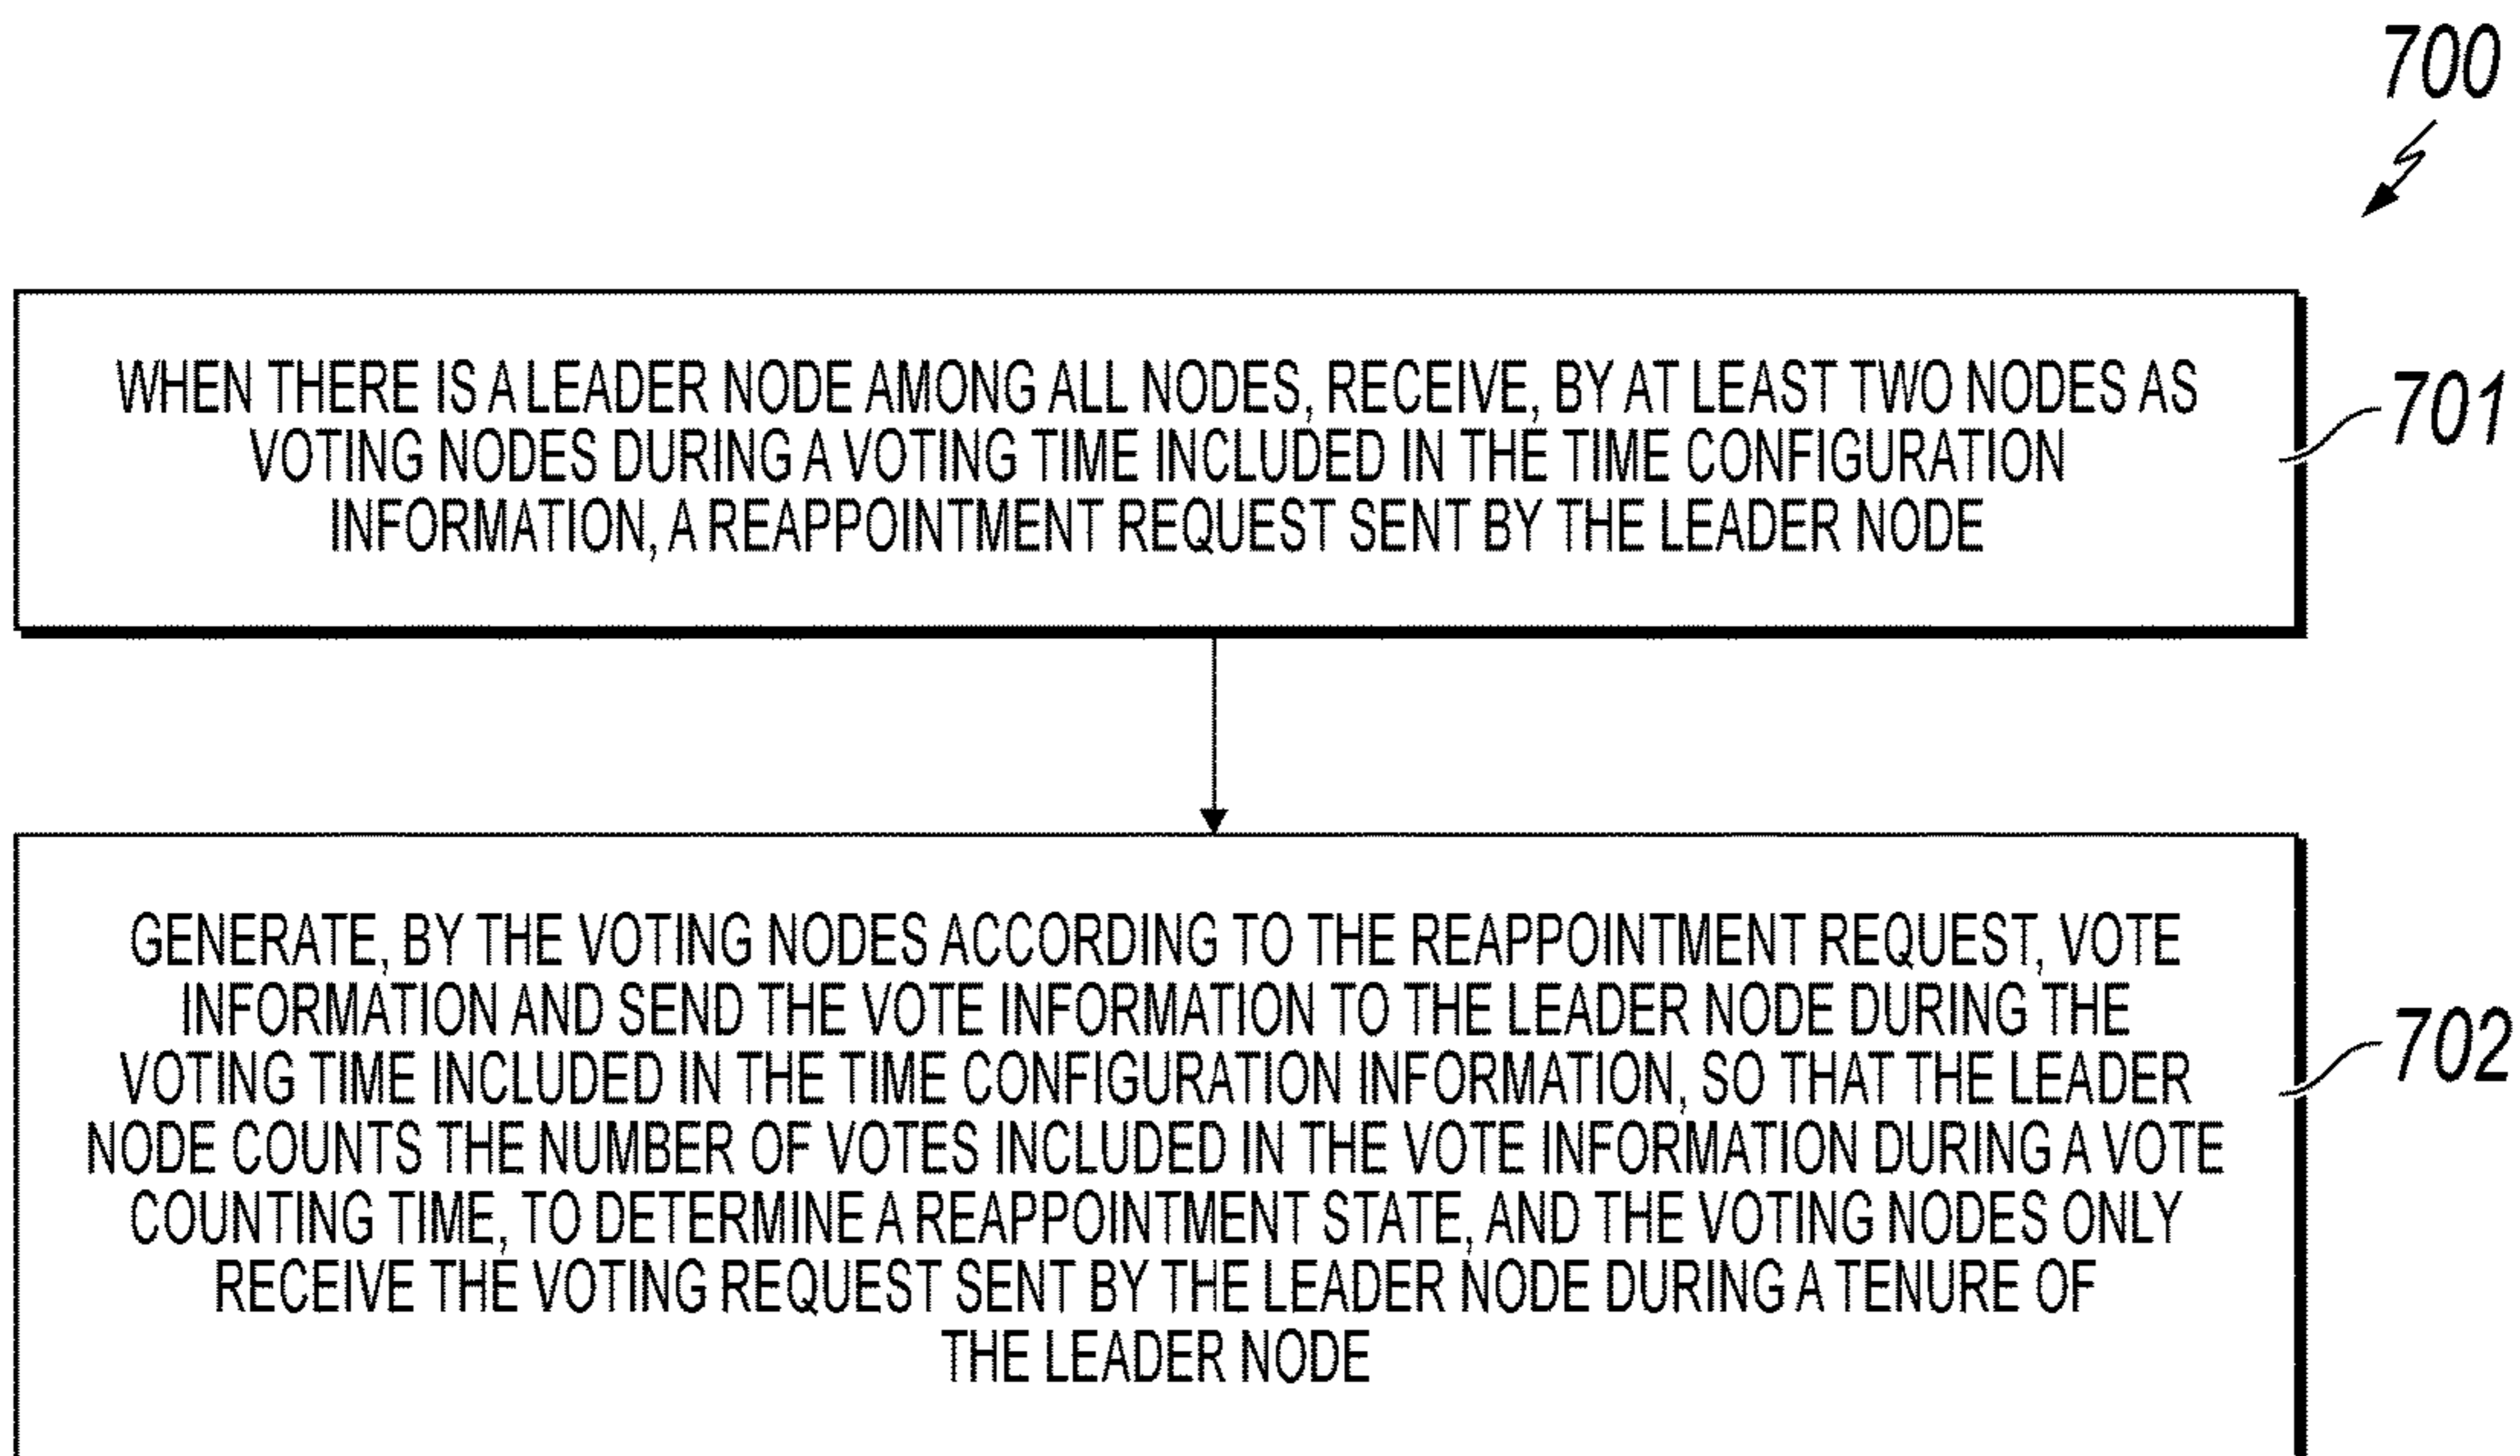 700
WHEN THERE IS A LEADER NODE AMONG ALL NODES, RECEIVE, BY AT LEAST TWO NODES AS
VOTING NODES DURING A VOTING TIME INCLUDED IN THE TIME CONFIGURATION
INFORMATION, A REAPPOINTMENT REQUEST SENT BY THE LEADER NODE
701
GENERATE, BY THE VOTING NODES ACCORDING TO THE REAPPOINTMENT REQUEST, VOTE
INFORMATION AND SEND THE VOTE INFORMATION TO THE LEADER NODE DURING THE
VOTING TIME INCLUDED IN THE TIME CONFIGURATION INFORMATION, SO THAT THE LEADER
NODE COUNTS THE NUMBER OF VOTES INCLUDED IN THE VOTE INFORMATION DURING A VOTE
COUNTING TIME, TO DETERMINE A REAPPOINTMENT STATE, AND THE VOTING NODES ONLY
RECEIVE THE VOTING REQUEST SENT BY THE LEADER NODE DURING A TENURE OF
THE LEADER NODE
702